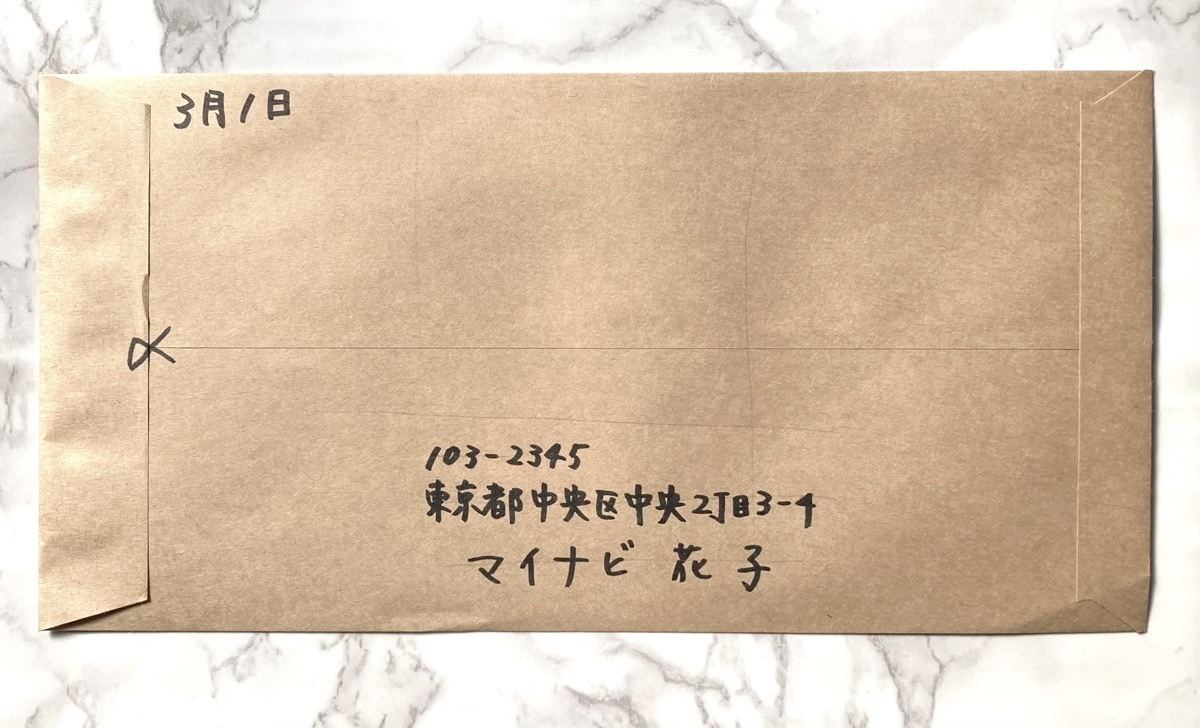 3月1日
〆
103-2345
東京都中央区中央2丁目3-4
マイナビ 花子